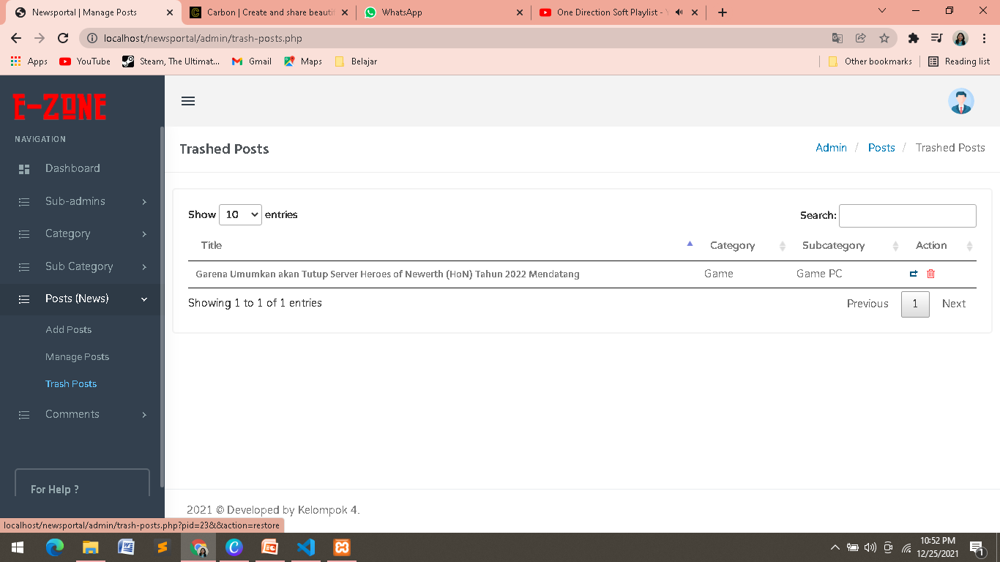 Newsportal | Manage Posts
Carbon | Create and share beauti
WhatsApp
One Direction Soft Playlist - Y
localhost/newsportal/admin/trash-posts.php
Apps
YouTube
Steam, The Ultimat...
Gmail
Maps
Belajar
Other bookmarks
Reading list
E-ZONE
NAVIGATION
Dashboard
Sub-admins
Category
Sub Category
Posts (News)
Add Posts
Manage Posts
Trash Posts
Comments
For Help ?
Trashed Posts
Admin / Posts / Trashed Posts
Show 10 entries
Search:
Title Category Subcategory Action
Garena Umumkan akan Tutup Server Heroes of Newerth (HoN) Tahun 2022 Mendatang Game Game PC
Showing 1 to 1 of 1 entries
Previous 1 Next
2021 © Developed by Kelompok 4.
localhost/newsportal/admin/trash-posts.php?pid=23&&action=restore
10:52 PM
12/25/2021
1